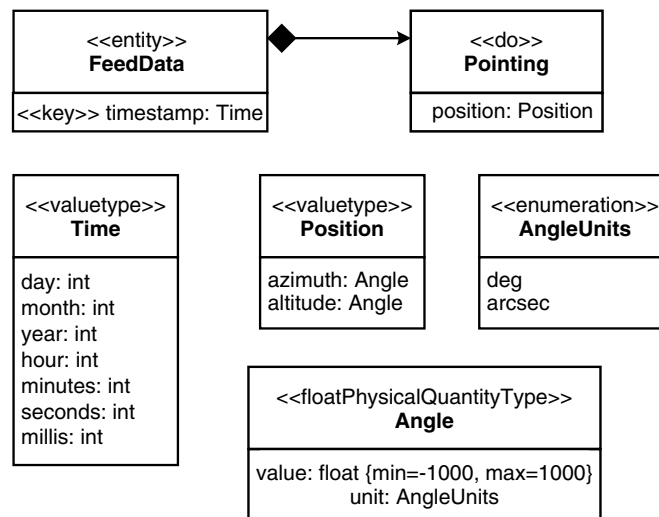 <<entity>>
FeedData
<<key>> timestamp: Time
<<do>>
Pointing
position: Position
<<valuetype>>
Time
day: int
month: int
year: int
hour: int
minutes: int
seconds: int
millis: int
<<valuetype>>
Position
azimuth: Angle
altitude: Angle
<<enumeration>>
AngleUnits
deg
arcsec
<<floatPhysicalQuantityType>>
Angle
value: float {min=-1000, max=1000}
unit: AngleUnits